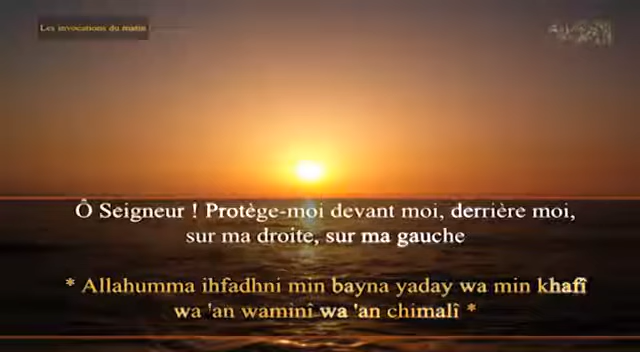 Les invocations du matin
Ô Seigneur ! Protège-moi devant moi, derrière moi,
sur ma droite, sur ma gauche
* Allahumma ihfadhni min bayna yaday wa min khafî
wa 'an waminî wa 'an chimalî *